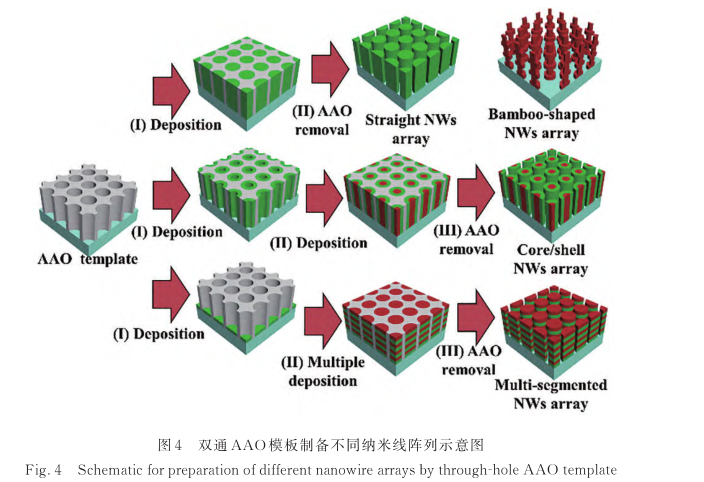 (I) Deposition
(II) AAO
removal
Straight NWs
array
Bamboo-shaped
NWs array
AAO template
(I) Deposition
(II) Deposition
(III) AAO
removal
Core/shell
NWs array
(I) Deposition
(II) Multiple
deposition
(III) AAO
removal
Multi-segmented
NWs array
图4 双通AAO模板制备不同纳米线阵列示意图
Fig. 4 Schematic for preparation of different nanowire arrays by through-hole AAO template